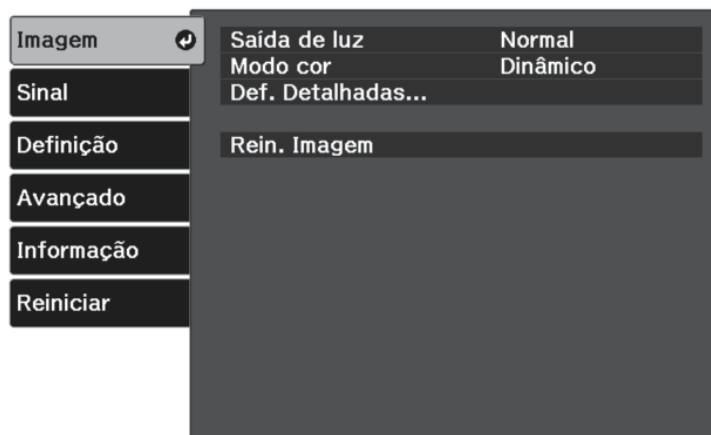 Imagem
Sinal
Definição
Avançado
Informação
Reiniciar
Saída de luz Normal
Modo cor Dinâmico
Def. Detalhadas...
Rein. Imagem